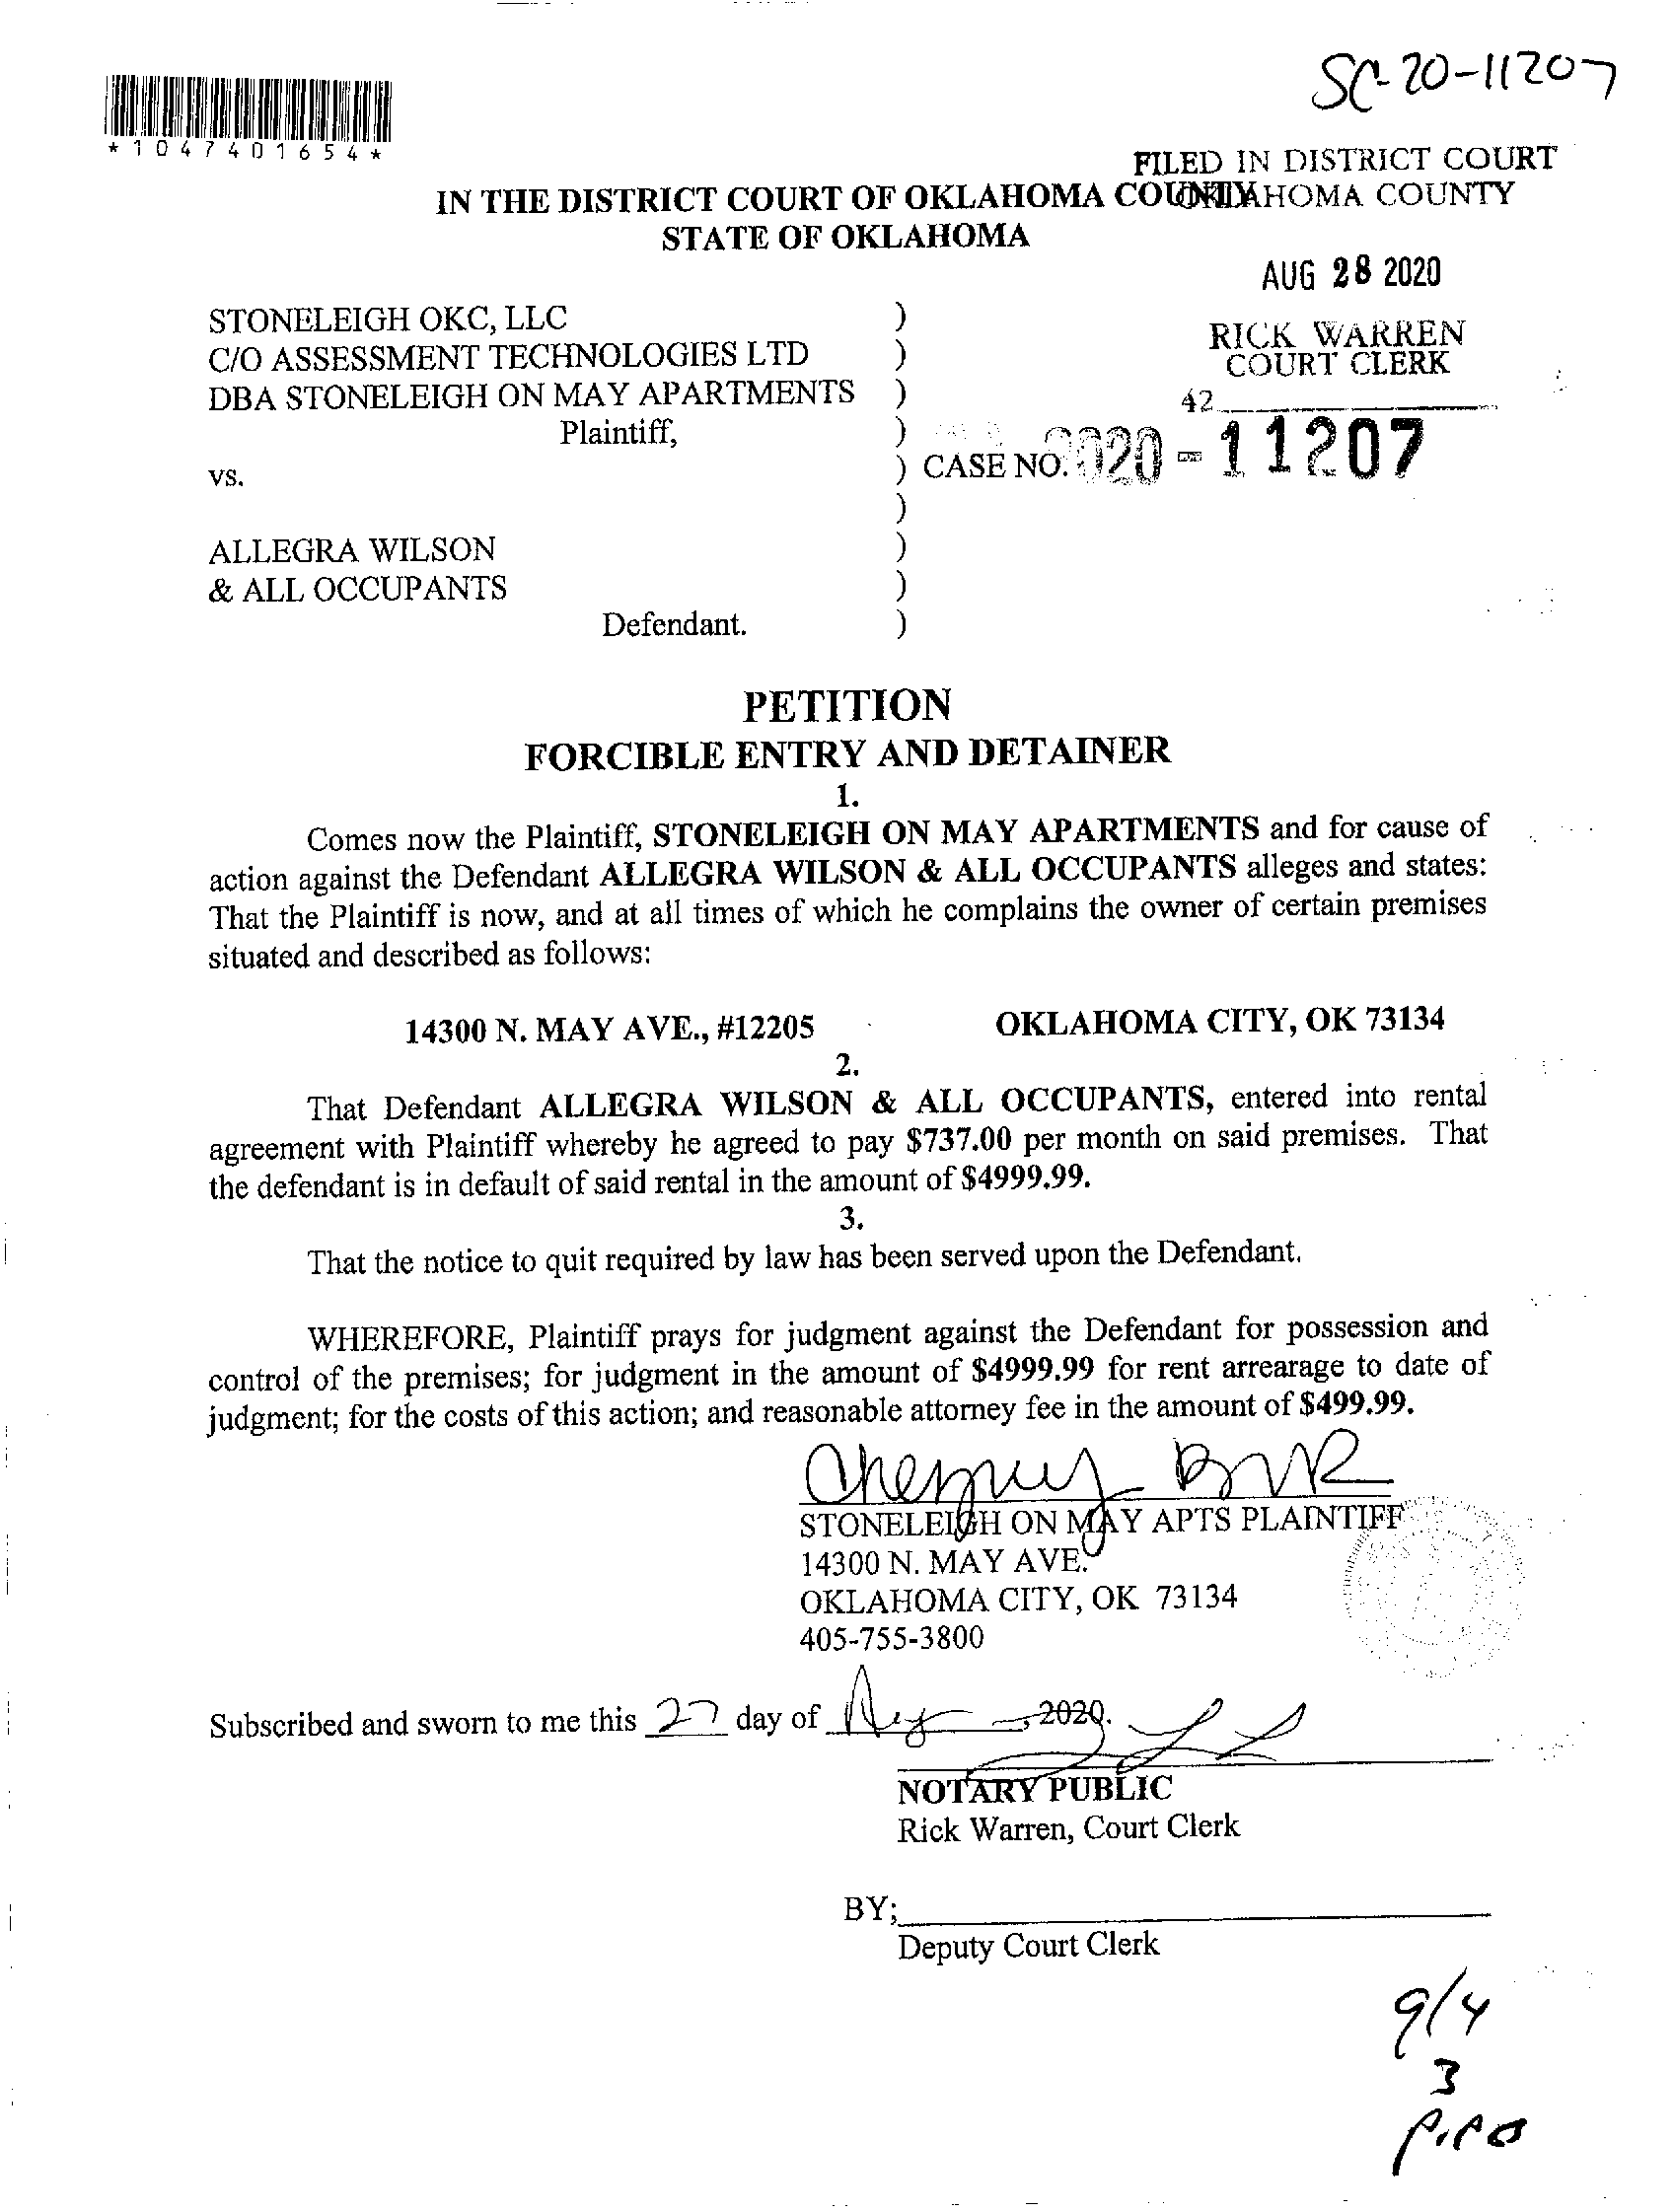 SC-20-11207
*1047401654*
FILED IN DISTRICT COURT
OKLAHOMA COUNTY
IN THE DISTRICT COURT OF OKLAHOMA COUNTY
STATE OF OKLAHOMA
AUG 28 2020
RICK WARREN
COURT CLERK
42
STONELEIGH OKC, LLC )
C/O ASSESSMENT TECHNOLOGIES LTD )
DBA STONELEIGH ON MAY APARTMENTS )
Plaintiff, )
vs. ) CASE NO. 2020-11207
)
ALLEGRA WILSON )
& ALL OCCUPANTS )
Defendant. )
PETITION
FORCIBLE ENTRY AND DETAINER
1.
Comes now the Plaintiff, STONELEIGH ON MAY APARTMENTS and for cause of
action against the Defendant ALLEGRA WILSON & ALL OCCUPANTS alleges and states:
That the Plaintiff is now, and at all times of which he complains the owner of certain premises
situated and described as follows:
14300 N. MAY AVE., #12205 OKLAHOMA CITY, OK 73134
2.
That Defendant ALLEGRA WILSON & ALL OCCUPANTS, entered into rental
agreement with Plaintiff whereby he agreed to pay $737.00 per month on said premises. That
the defendant is in default of said rental in the amount of $4999.99.
3.
That the notice to quit required by law has been served upon the Defendant.
WHEREFORE, Plaintiff prays for judgment against the Defendant for possession and
control of the premises; for judgment in the amount of $4999.99 for rent arrearage to date of
judgment; for the costs of this action; and reasonable attorney fee in the amount of $499.99.
STONELEIGH ON MAY APTS PLAINTIFF
14300 N. MAY AVE.
OKLAHOMA CITY, OK 73134
405-755-3800
Subscribed and sworn to me this 27 day of Aug, 2020.
NOTARY PUBLIC
Rick Warren, Court Clerk
BY;
Deputy Court Clerk
9/4
3